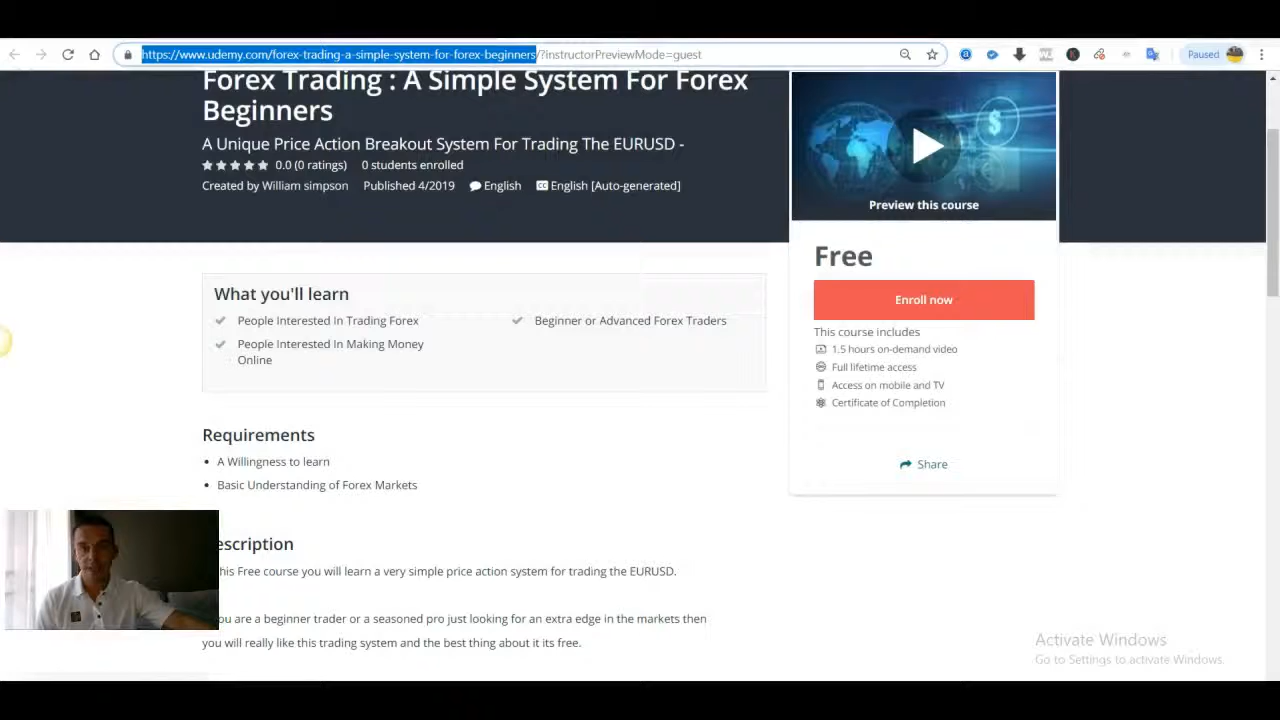 https://www.udemy.com/forex-trading-a-simple-system-for-forex-beginners/?instructorPreviewMode=guest
Paused
Forex Trading : A Simple System For Forex
Beginners
A Unique Price Action Breakout System For Trading The EURUSD -
0.0 (0 ratings) 0 students enrolled
Created by William simpson Published 4/2019 English English [Auto-generated]
Preview this course
Free
Enroll now
This course includes
1.5 hours on-demand video
Full lifetime access
Access on mobile and TV
Certificate of Completion
Share
What you'll learn
People Interested In Trading Forex
Beginner or Advanced Forex Traders
People Interested In Making Money
Online
Requirements
A Willingness to learn
Basic Understanding of Forex Markets
escription
his Free course you will learn a very simple price action system for trading the EURUSD.
ou are a beginner trader or a seasoned pro just looking for an extra edge in the markets then
you will really like this trading system and the best thing about it its free.
Activate Windows
Go to Settings to activate Windows.